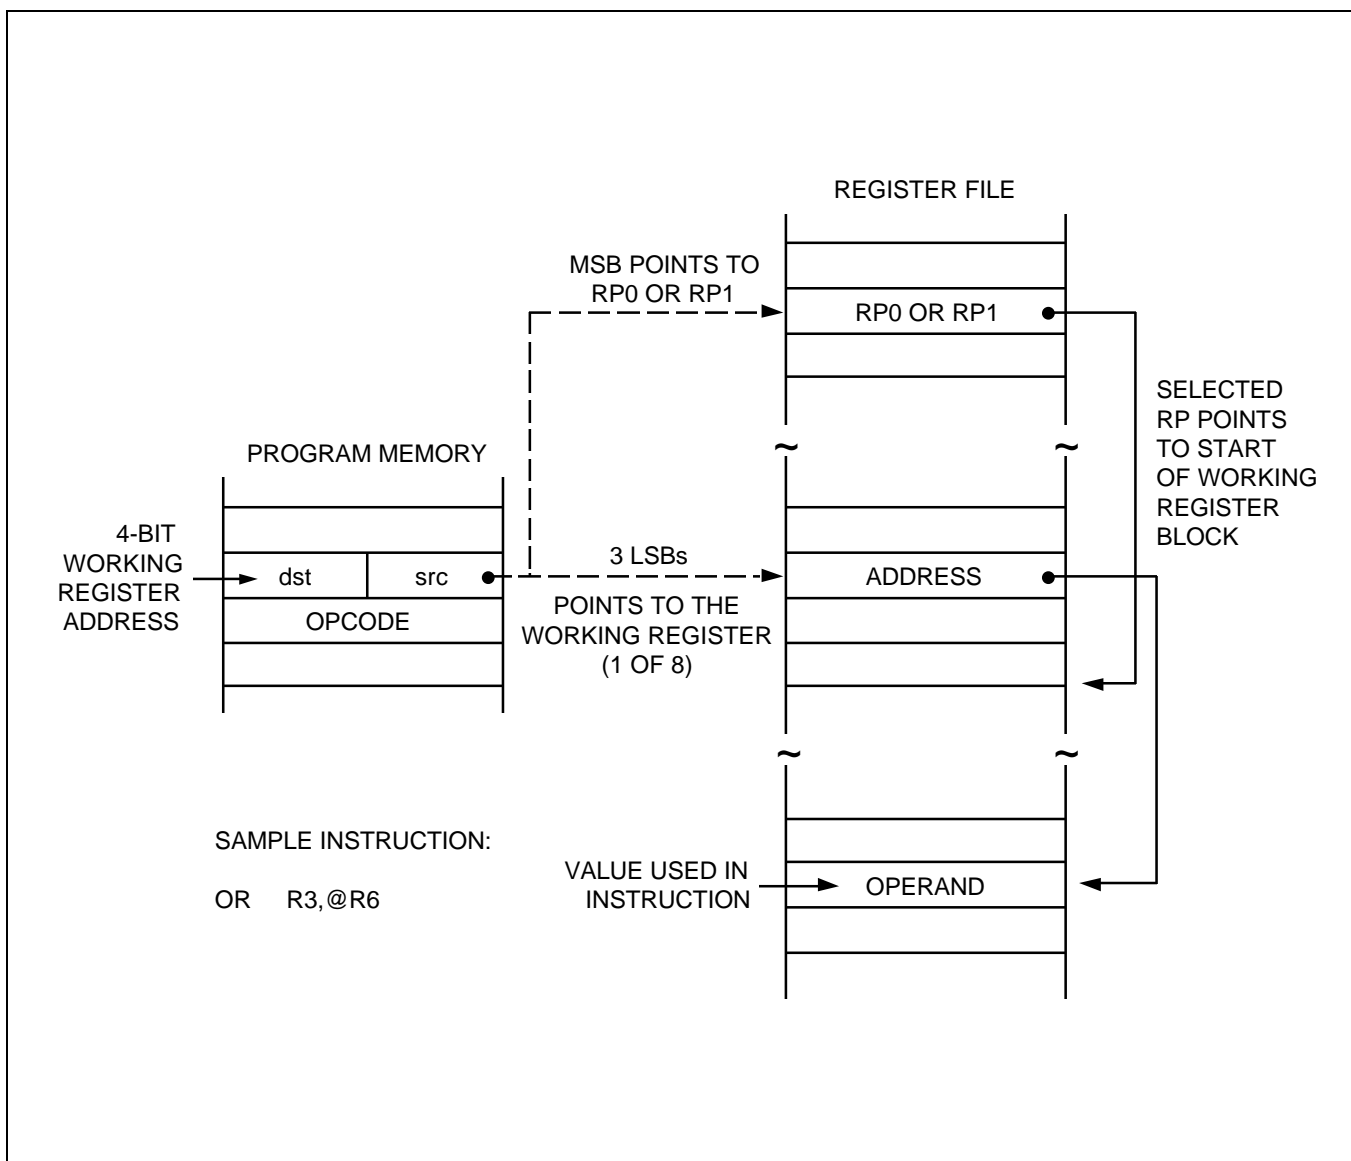 REGISTER FILE
MSB POINTS TO
RP0 OR RP1
RP0 OR RP1
SELECTED
RP POINTS
TO START
OF WORKING
REGISTER
BLOCK
~
~
PROGRAM MEMORY
4-BIT
WORKING
REGISTER
ADDRESS
dst
src
OPCODE
3 LSBs
POINTS TO THE
WORKING REGISTER
(1 OF 8)
ADDRESS
~
~
SAMPLE INSTRUCTION:
OR R3,@R6
VALUE USED IN
INSTRUCTION
OPERAND